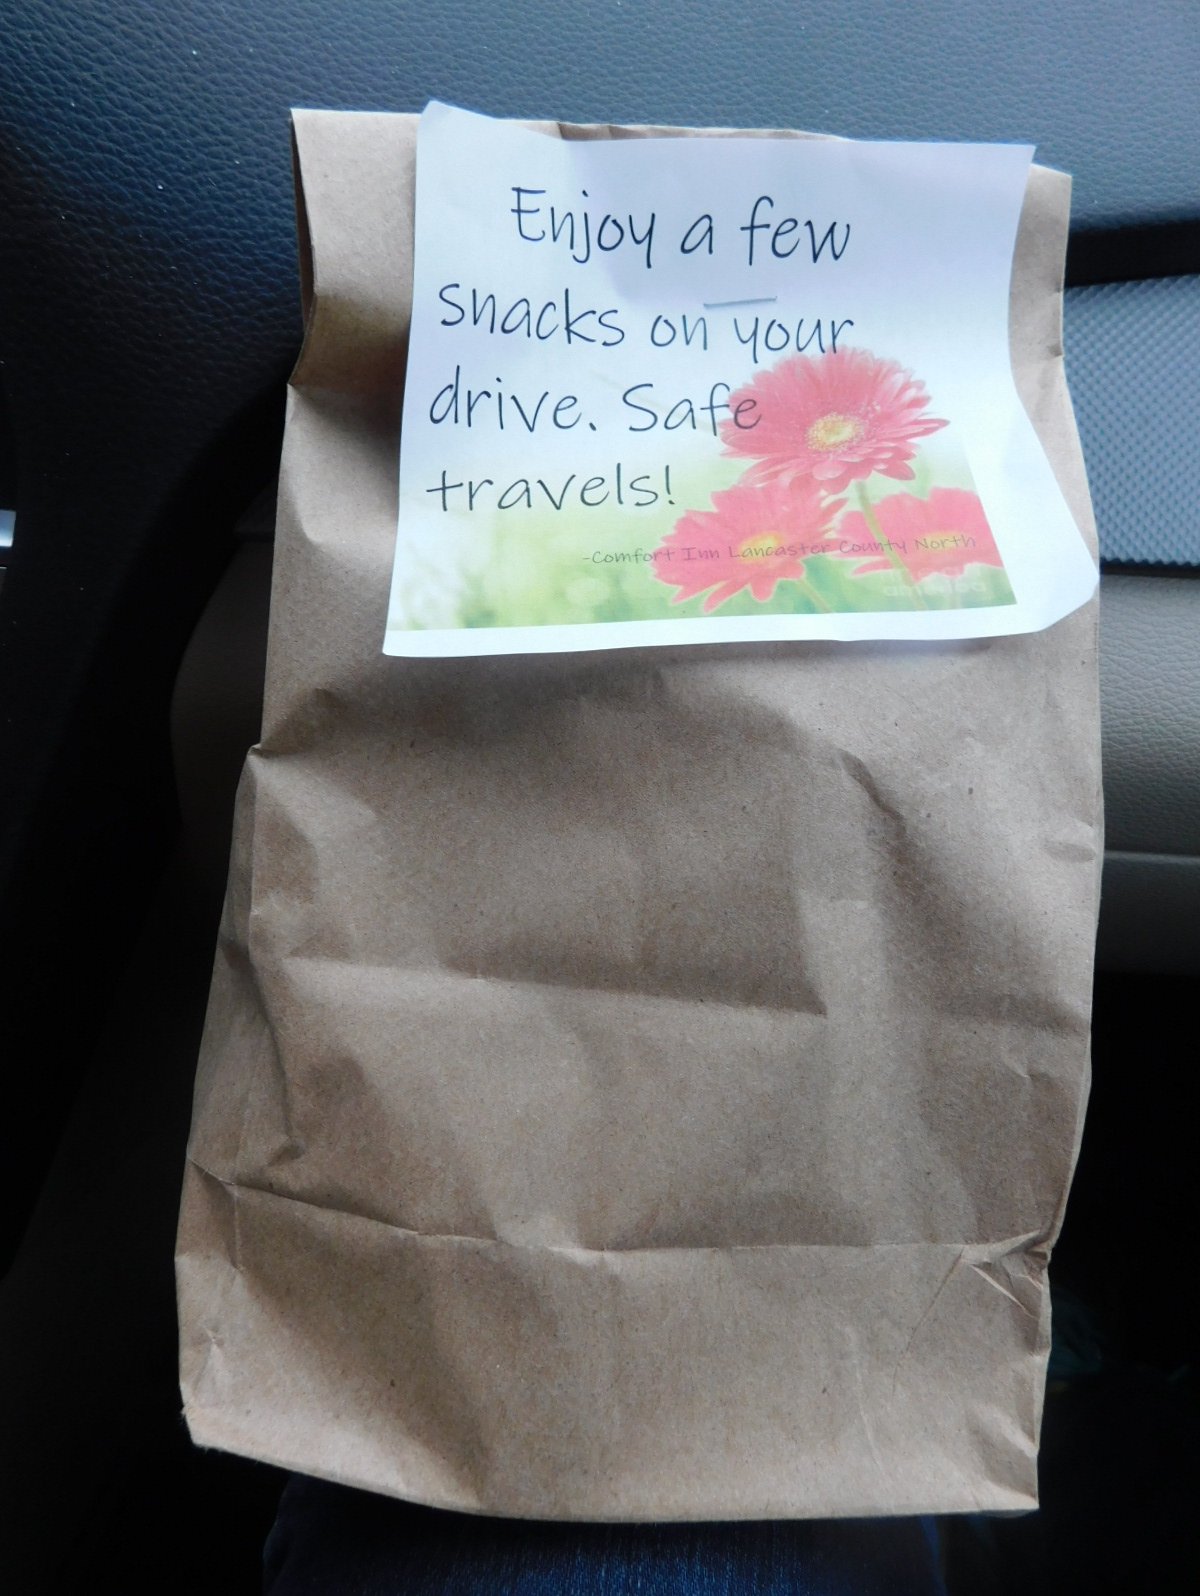 Enjoy a few
snacks on your
drive. Safe
travels!
-Comfort Inn Lancaster County North